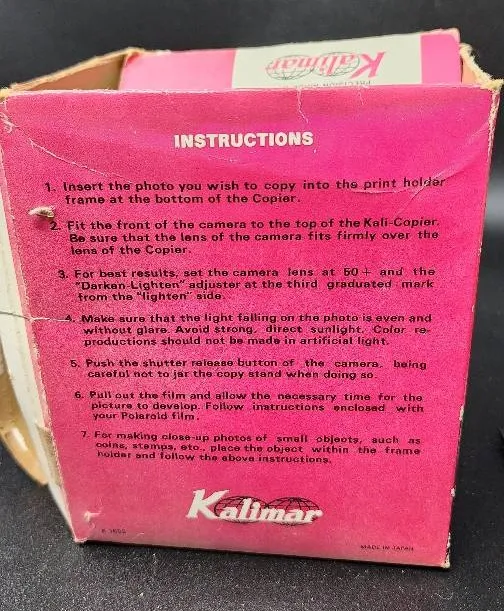 Kalimar
INSTRUCTIONS
1. Insert the photo you wish to copy into the print holder
frame at the bottom of the Copier.
2. Fit the front of the camera to the top of the Kali-Copier.
Be sure that the lens of the camera fits firmly over the
lens of the Copier.
3. For best results, set the camera lens at 50+ and the
"Darken-Lighten" adjuster at the third graduated mark
from the "lighten" side.
4. Make sure that the light falling on the photo is even and
without glare. Avoid strong, direct sunlight. Color re-
productions should not be made in artificial light.
5. Push the shutter release button of the camera, being
careful not to jar the copy stand when doing so.
6. Pull out the film and allow the necessary time for the
picture to develop. Follow instructions enclosed with
your Polaroid film.
7. For making close-up photos of small objects, such as
coins, stamps, etc., place the object within the frame
holder and follow the above instructions.
Kalimar
MADE IN JAPAN